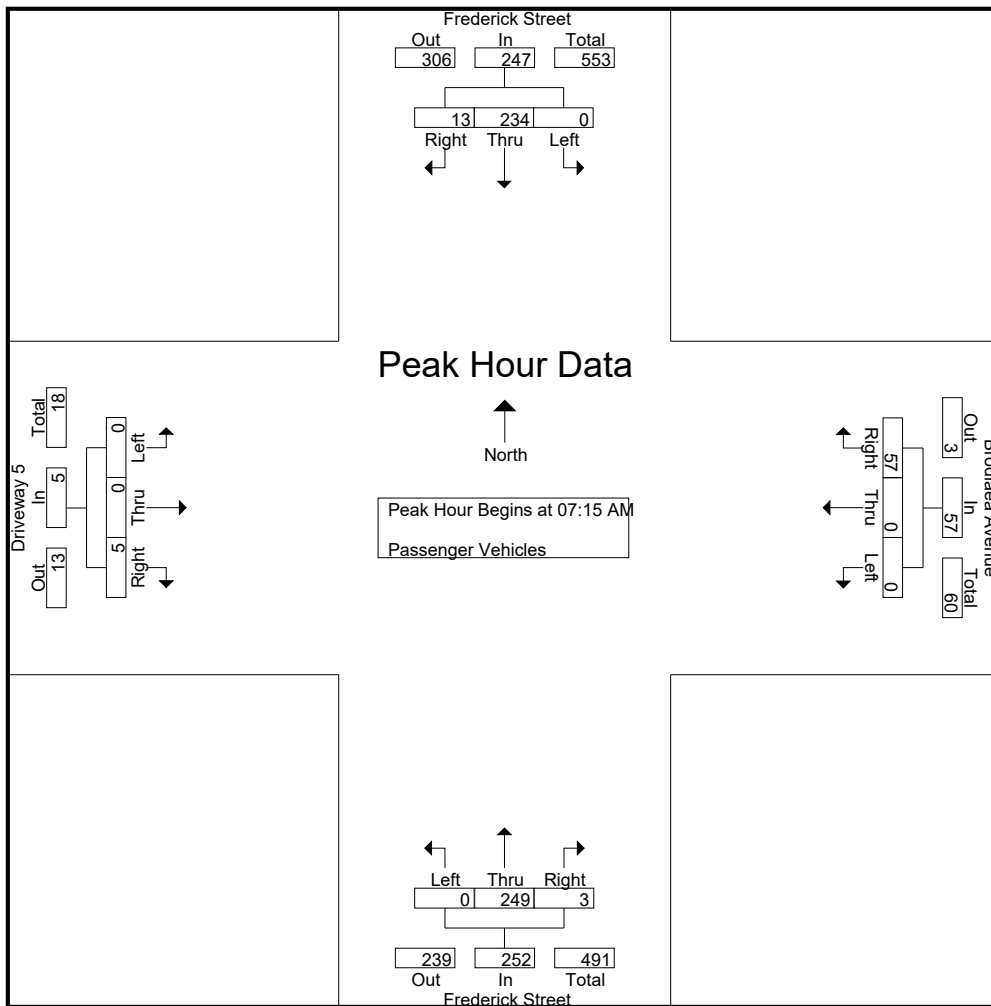 Frederick Street
Out In Total
306 247 553
13 234 0
Right Thru Left
Peak Hour Data
North
Peak Hour Begins at 07:15 AM
Passenger Vehicles
Driveway 5
Total In Out
18 5 13
0 0 5
Left Thru Right
Brodiaea Avenue
Out In Total
3 57 60
57 0 0
Right Thru Left
Left Thru Right
0 249 3
239 252 491
Out In Total
Frederick Street